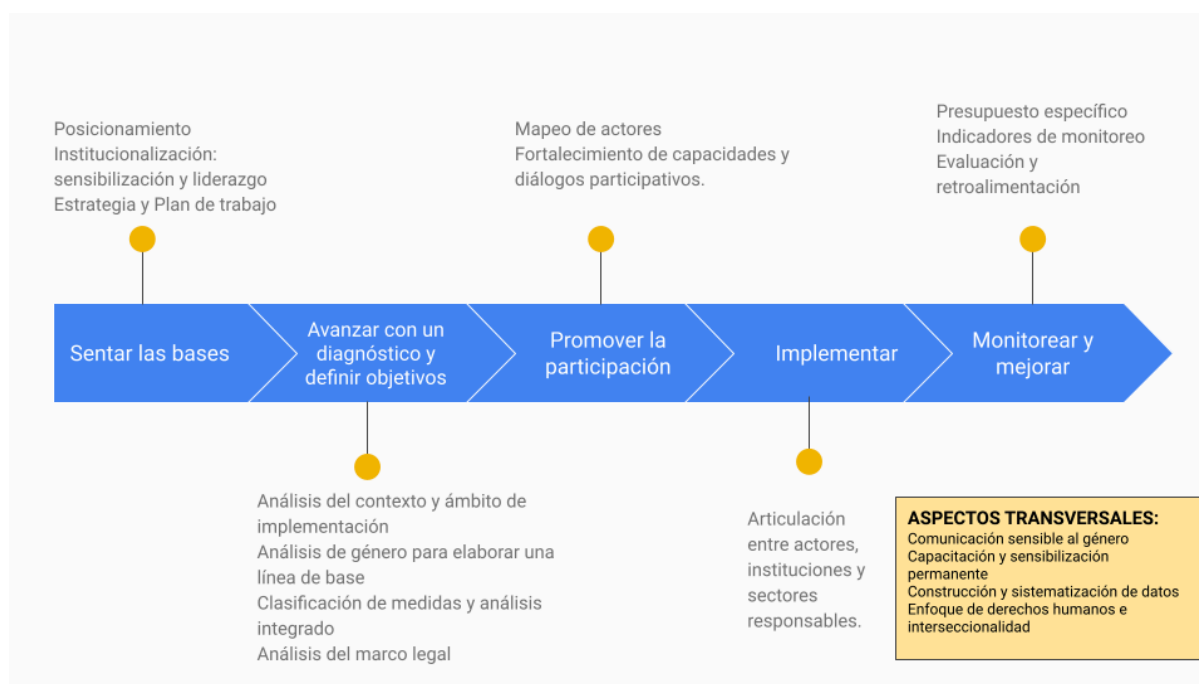 Posicionamiento
Institucionalización:
sensibilización y liderazgo
Estrategia y Plan de trabajo
Mapeo de actores
Fortalecimiento de capacidades y
diálogos participativos.
Presupuesto específico
Indicadores de monitoreo
Evaluación y
retroalimentación
Sentar las bases
Avanzar con un
diagnóstico y
definir objetivos
Promover la
participación
Implementar
Monitorear y
mejorar
Análisis del contexto y ámbito de
implementación
Análisis de género para elaborar una
línea de base
Clasificación de medidas y análisis
integrado
Análisis del marco legal
Articulación
entre actores,
instituciones y
sectores
responsables.
ASPECTOS TRANSVERSALES:
Comunicación sensible al género
Capacitación y sensibilización
permanente
Construcción y sistematización de datos
Enfoque de derechos humanos e
interseccionalidad